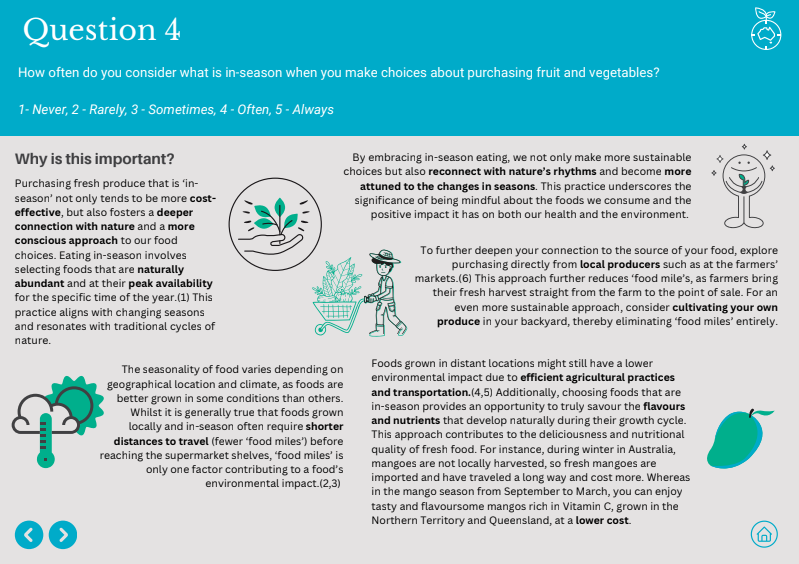 Question 4
How often do you consider what is in-season when you make choices about purchasing fruit and vegetables?
1- Never, 2 - Rarely, 3 - Sometimes, 4 - Often, 5 - Always
Why is this important?
Purchasing fresh produce that is ‘in-
season’ not only tends to be more cost-
effective, but also fosters a deeper
connection with nature and a more
conscious approach to our food
choices. Eating in-season involves
selecting foods that are naturally
abundant and at their peak availability
for the specific time of the year.(1) This
practice aligns with changing seasons
and resonates with traditional cycles of
nature.
By embracing in-season eating, we not only make more sustainable
choices but also reconnect with nature’s rhythms and become more
attuned to the changes in seasons. This practice underscores the
significance of being mindful about the foods we consume and the
positive impact it has on both our health and the environment.
To further deepen your connection to the source of your food, explore
purchasing directly from local producers such as at the farmers’
markets.(6) This approach further reduces ‘food mile’s, as farmers bring
their fresh harvest straight from the farm to the point of sale. For an
even more sustainable approach, consider cultivating your own
produce in your backyard, thereby eliminating ‘food miles’ entirely.
The seasonality of food varies depending on
geographical location and climate, as foods are
better grown in some conditions than others.
Whilst it is generally true that foods grown
locally and in-season often require shorter
distances to travel (fewer ‘food miles’) before
reaching the supermarket shelves, ‘food miles’ is
only one factor contributing to a food’s
environmental impact.(2,3)
Foods grown in distant locations might still have a lower
environmental impact due to efficient agricultural practices
and transportation.(4,5) Additionally, choosing foods that are
in-season provides an opportunity to truly savour the flavours
and nutrients that develop naturally during their growth cycle.
This approach contributes to the deliciousness and nutritional
quality of fresh food. For instance, during winter in Australia,
mangoes are not locally harvested, so fresh mangoes are
imported and have traveled a long way and cost more. Whereas
in the mango season from September to March, you can enjoy
tasty and flavoursome mangos rich in Vitamin C, grown in the
Northern Territory and Queensland, at a lower cost.